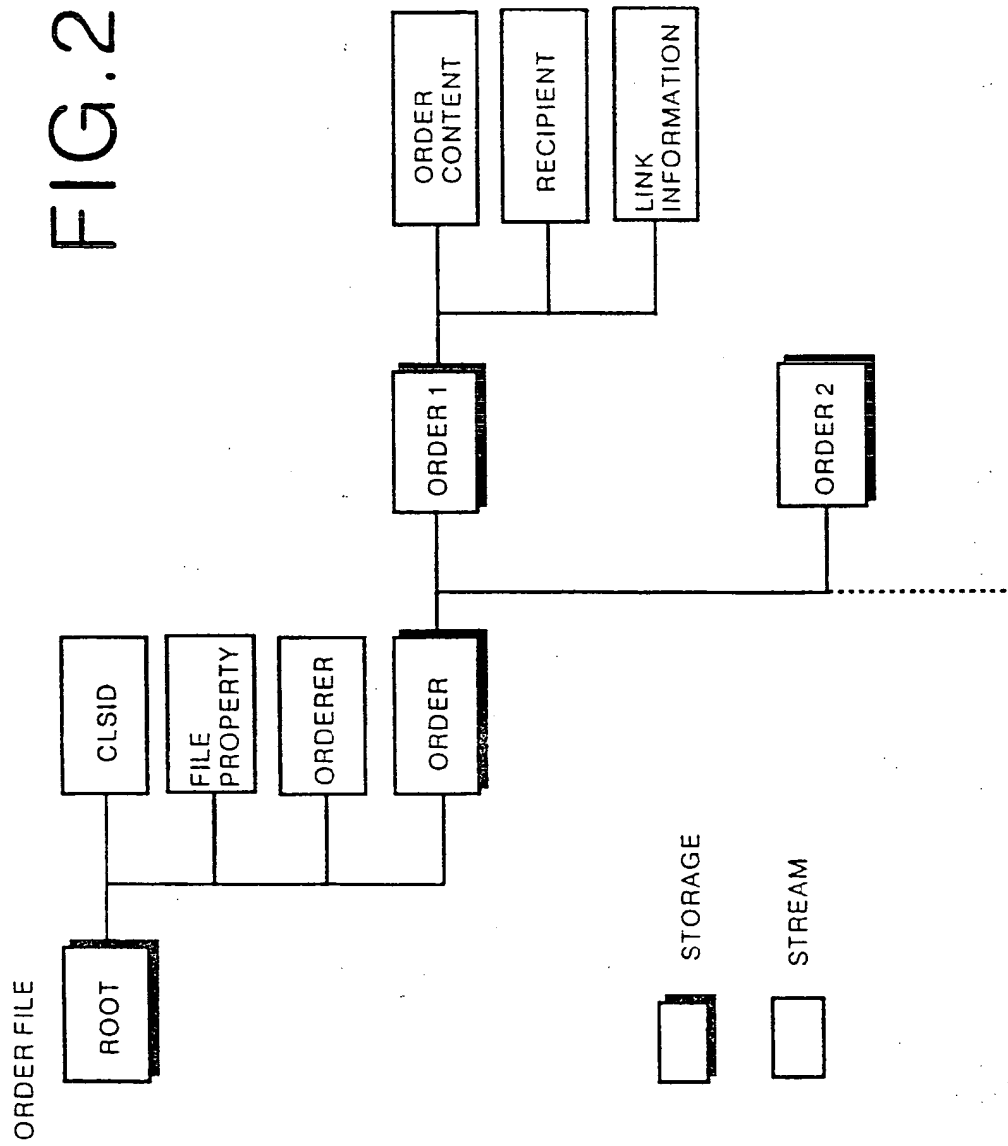 FIG.2
ORDER FILE
ROOT
CLSID
FILE
PROPERTY
ORDERER
ORDER
ORDER 1
ORDER
CONTENT
RECIPIENT
LINK
INFORMATION
ORDER 2
STORAGE
STREAM